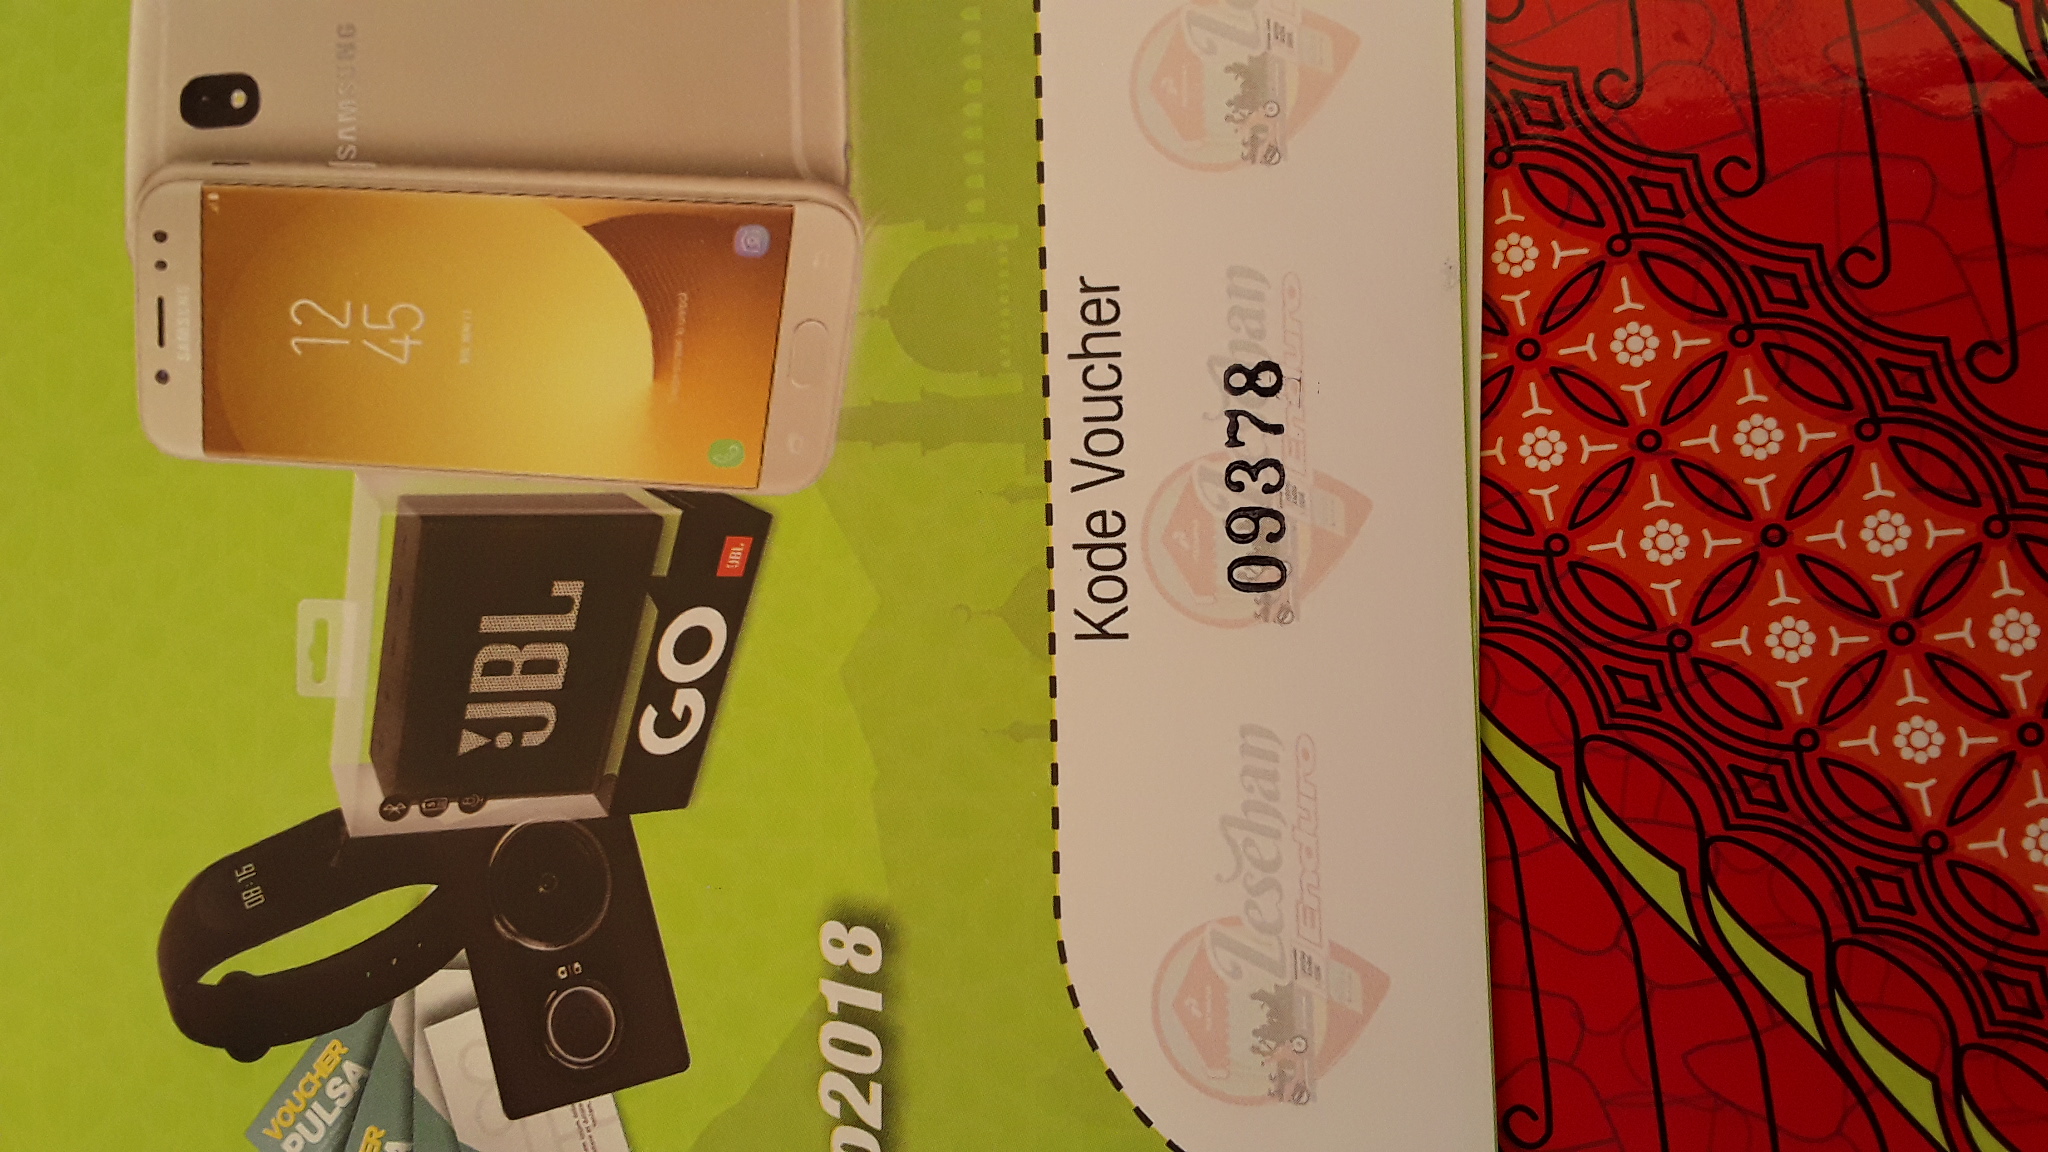 08:16
VOUCHER
PULSA
SAMSUNG
12
45
SAMSUNG
JBL
GO
JBL
2018
Kode Voucher
Lesehan
Enduro
09378